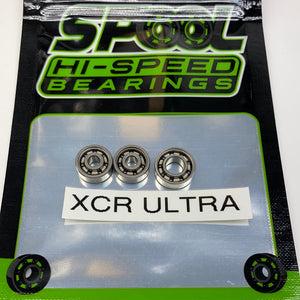 SPOOL
HI-SPEED
BEARINGS
XCR ULTRA